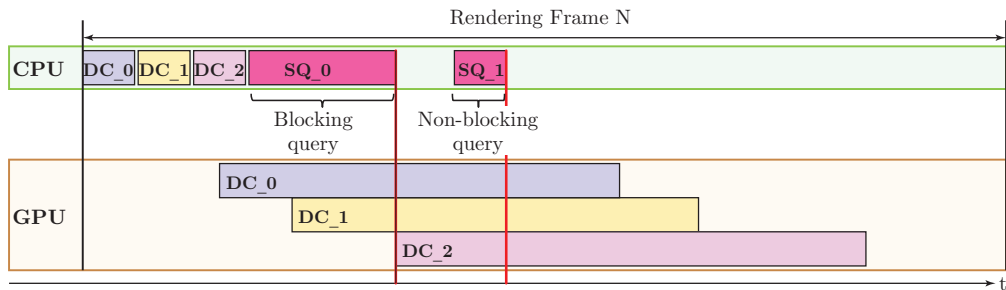 Rendering Frame N
CPU
DC_0 DC_1 DC_2 SQ_0 SQ_1
Blocking
query
Non-blocking
query
GPU
DC_0
DC_1
DC_2
t